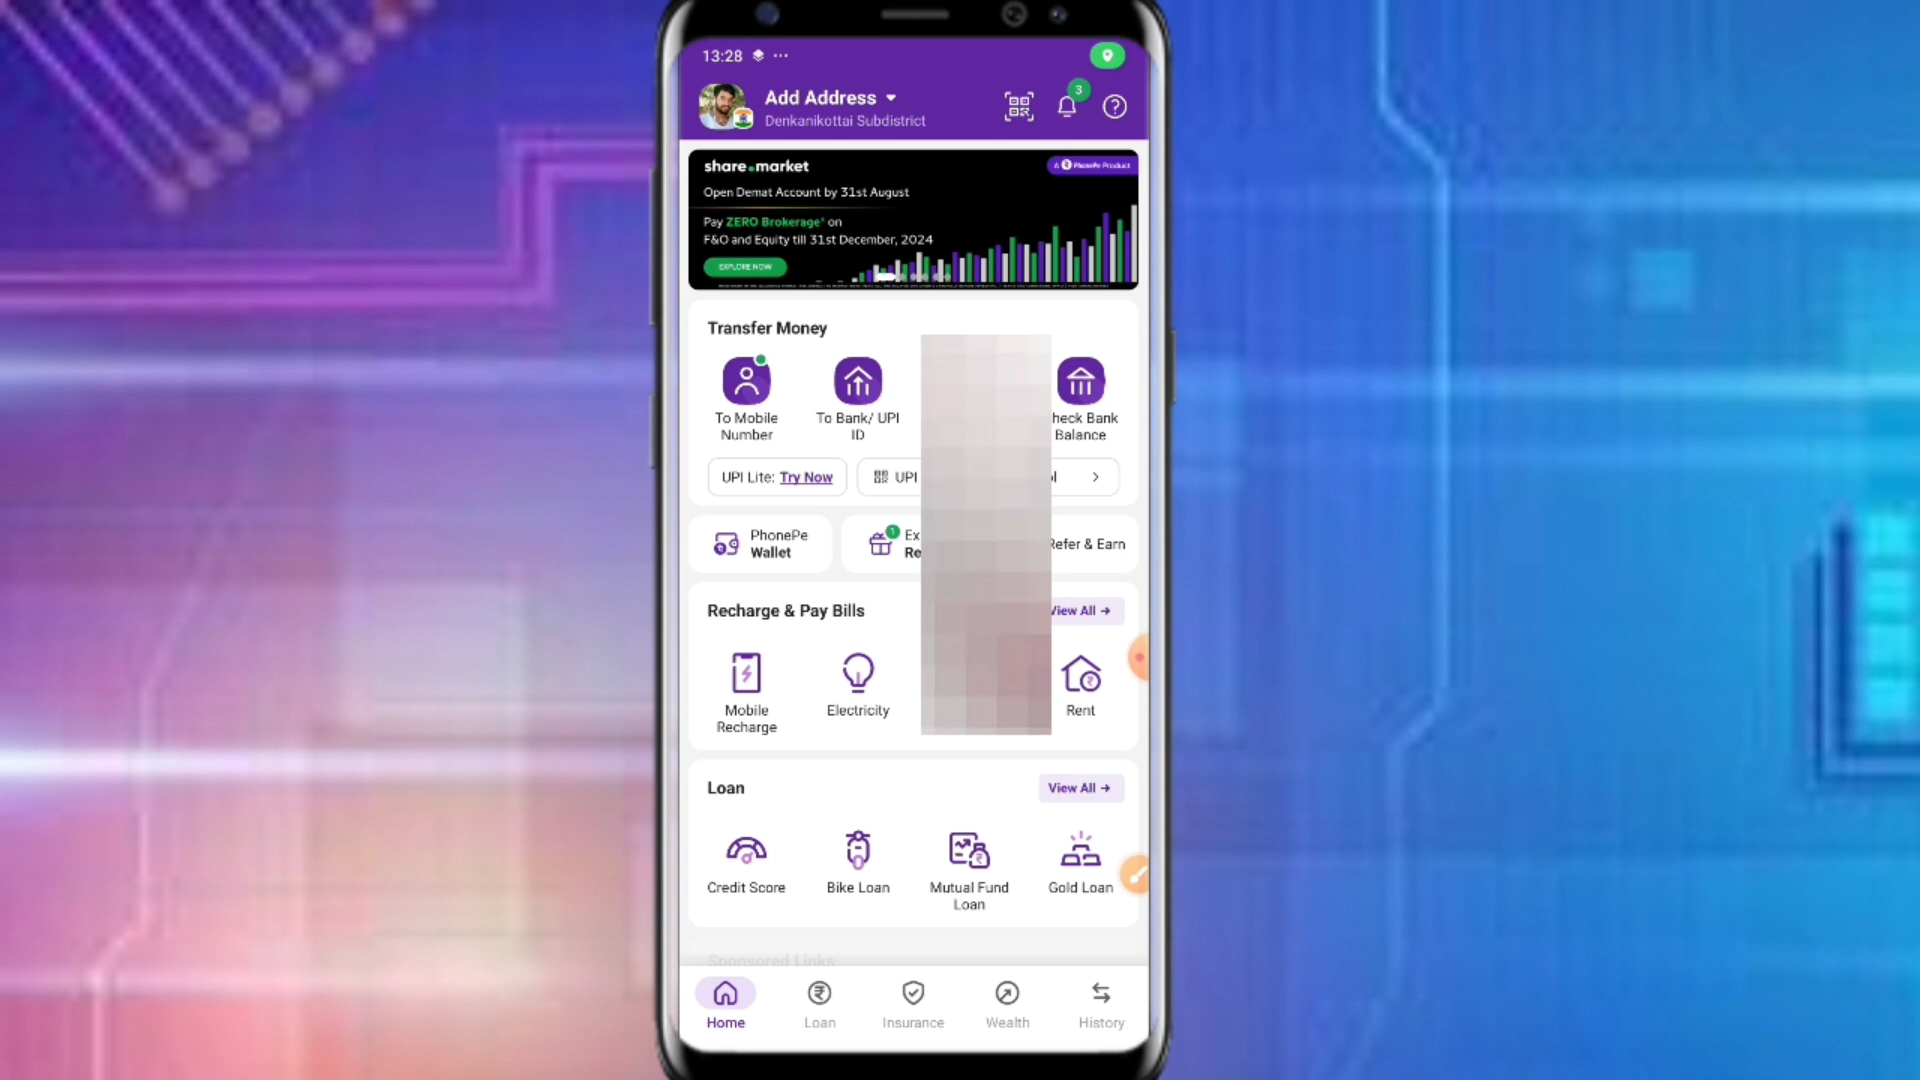 13:28
Add Address
Denkanikottai Subdistrict
3
share.market
A PhonePe Product
Open Demat Account by 31st August
Pay ZERO Brokerage* on
F&O and Equity till 31st December, 2024
EXPLORE NOW
Transfer Money
To Mobile
Number
To Bank/ UPI
ID
heck Bank
Balance
UPI Lite: Try Now
UPI
PhonePe
Wallet
1
Ex
Re
Refer & Earn
Recharge & Pay Bills
View All →
Mobile
Recharge
Electricity
Rent
Loan
View All →
Credit Score
Bike Loan
Mutual Fund
Loan
Gold Loan
Sponsored Links
Home
Loan
Insurance
Wealth
History